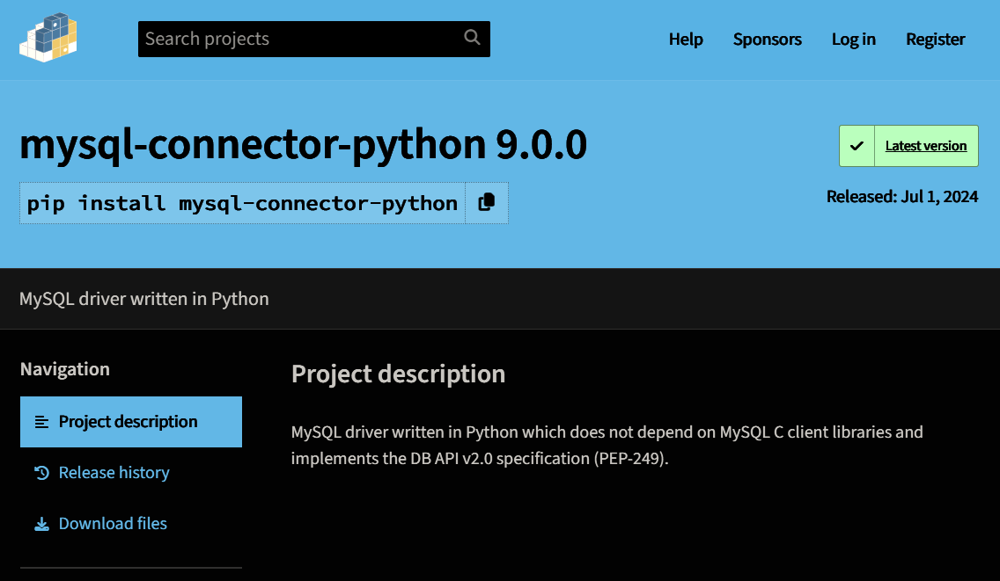 Search projects
Help Sponsors Log in Register
mysql-connector-python 9.0.0
Latest version
pip install mysql-connector-python
Released: Jul 1, 2024
MySQL driver written in Python
Navigation
Project description
Release history
Download files
Project description
MySQL driver written in Python which does not depend on MySQL C client libraries and
implements the DB API v2.0 specification (PEP-249).